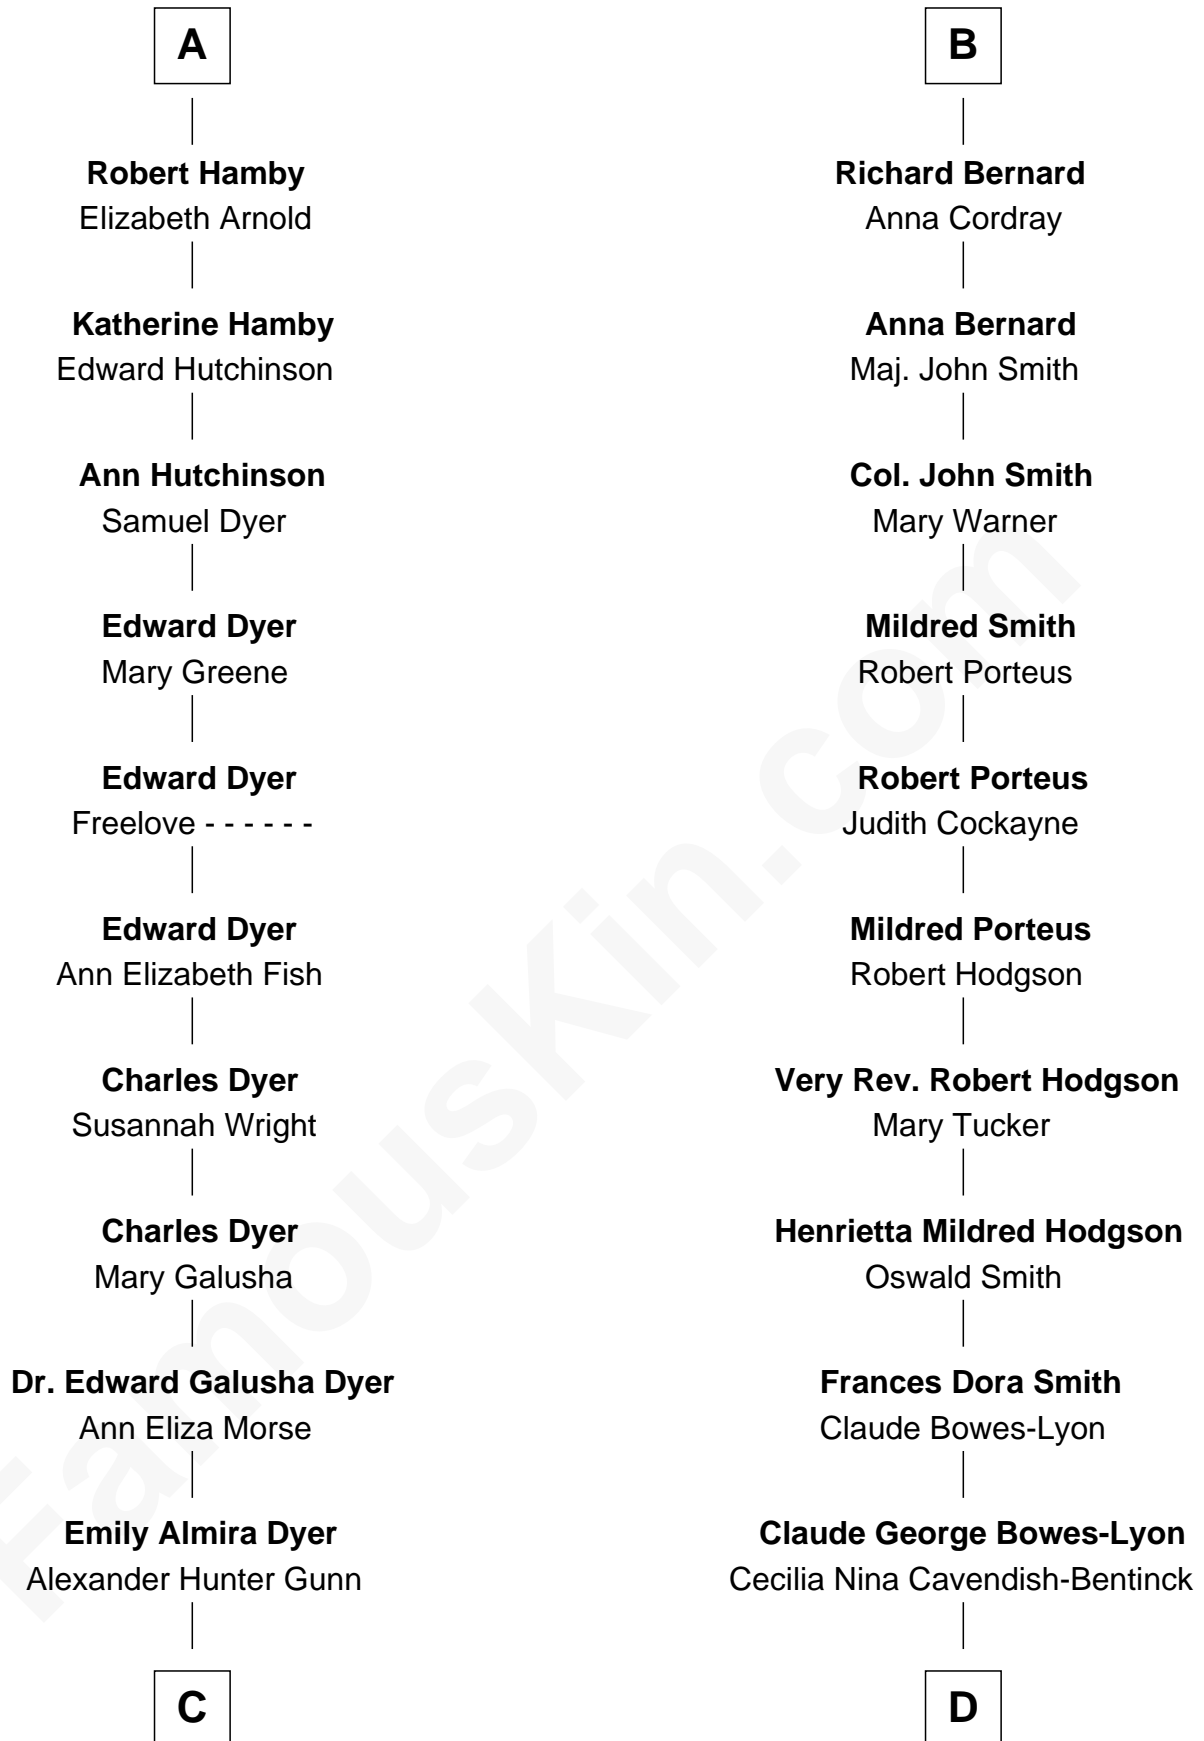 A
Robert Hamby
Elizabeth Arnold
Katherine Hamby
Edward Hutchinson
Ann Hutchinson
Samuel Dyer
Edward Dyer
Mary Greene
Edward Dyer
Freelove - - - - - -
Edward Dyer
Ann Elizabeth Fish
Charles Dyer
Susannah Wright
Charles Dyer
Mary Galusha
Dr. Edward Galusha Dyer
Ann Eliza Morse
Emily Almira Dyer
Alexander Hunter Gunn
C
B
Richard Bernard
Anna Cordray
Anna Bernard
Maj. John Smith
Col. John Smith
Mary Warner
Mildred Smith
Robert Porteus
Robert Porteus
Judith Cockayne
Mildred Porteus
Robert Hodgson
Very Rev. Robert Hodgson
Mary Tucker
Henrietta Mildred Hodgson
Oswald Smith
Frances Dora Smith
Claude Bowes-Lyon
Claude George Bowes-Lyon
Cecilia Nina Cavendish-Bentinck
D
FamousKin.com